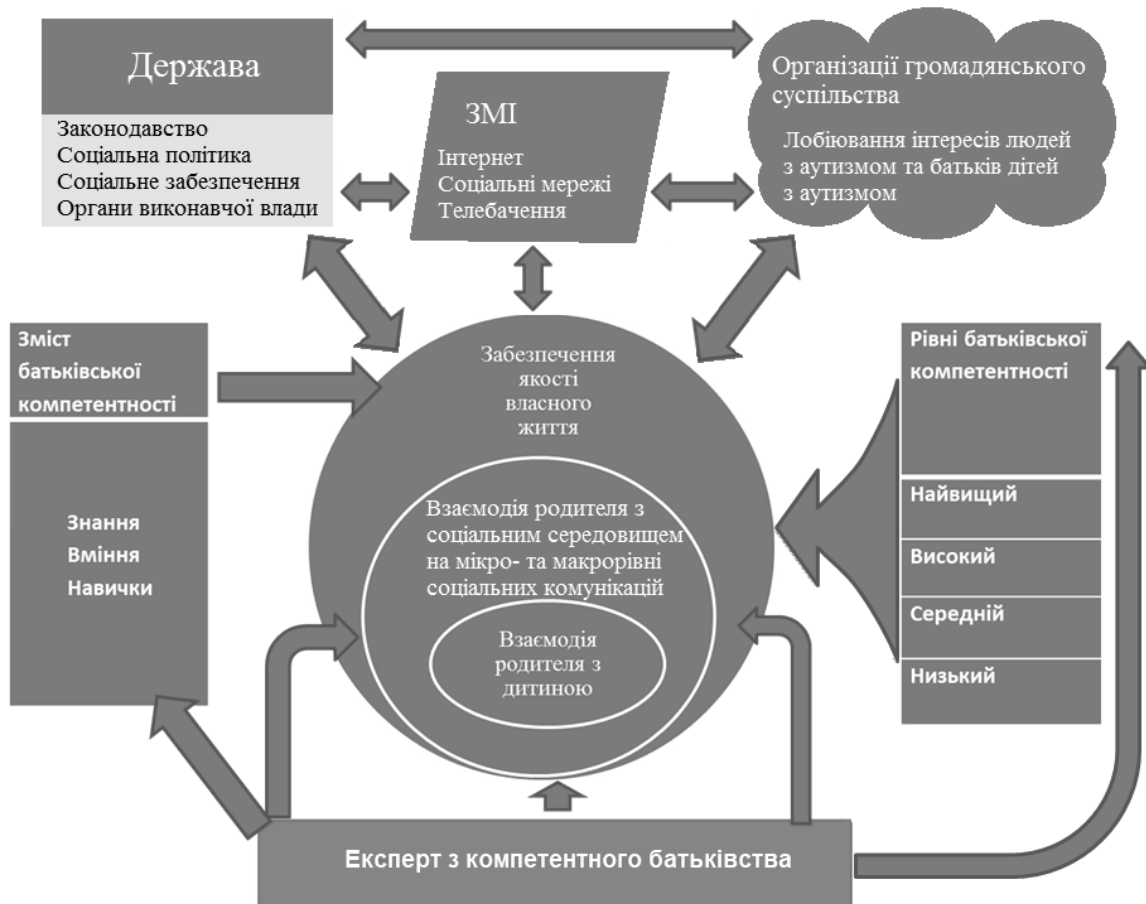 Держава
Законодавство
Соціальна політика
Соціальне забезпечення
Органи виконавчої влади
ЗМІ
Інтернет
Соціальні мережі
Телебачення
Організації громадянського
суспільства
Лобіювання інтересів людей
з аутизмом та батьків дітей
з аутизмом
Зміст
батьківської
компетентності
Знання
Вміння
Навички
Забезпечення
якості
власного
життя
Взаємодія родителя з
соціальним середовищем
на мікро- та макрорівні
соціальних комунікацій
Взаємодія
родителя з
дитиною
Рівні батьківської
компетентності
Найвищий
Високий
Середній
Низький
Експерт з компетентного батьківства